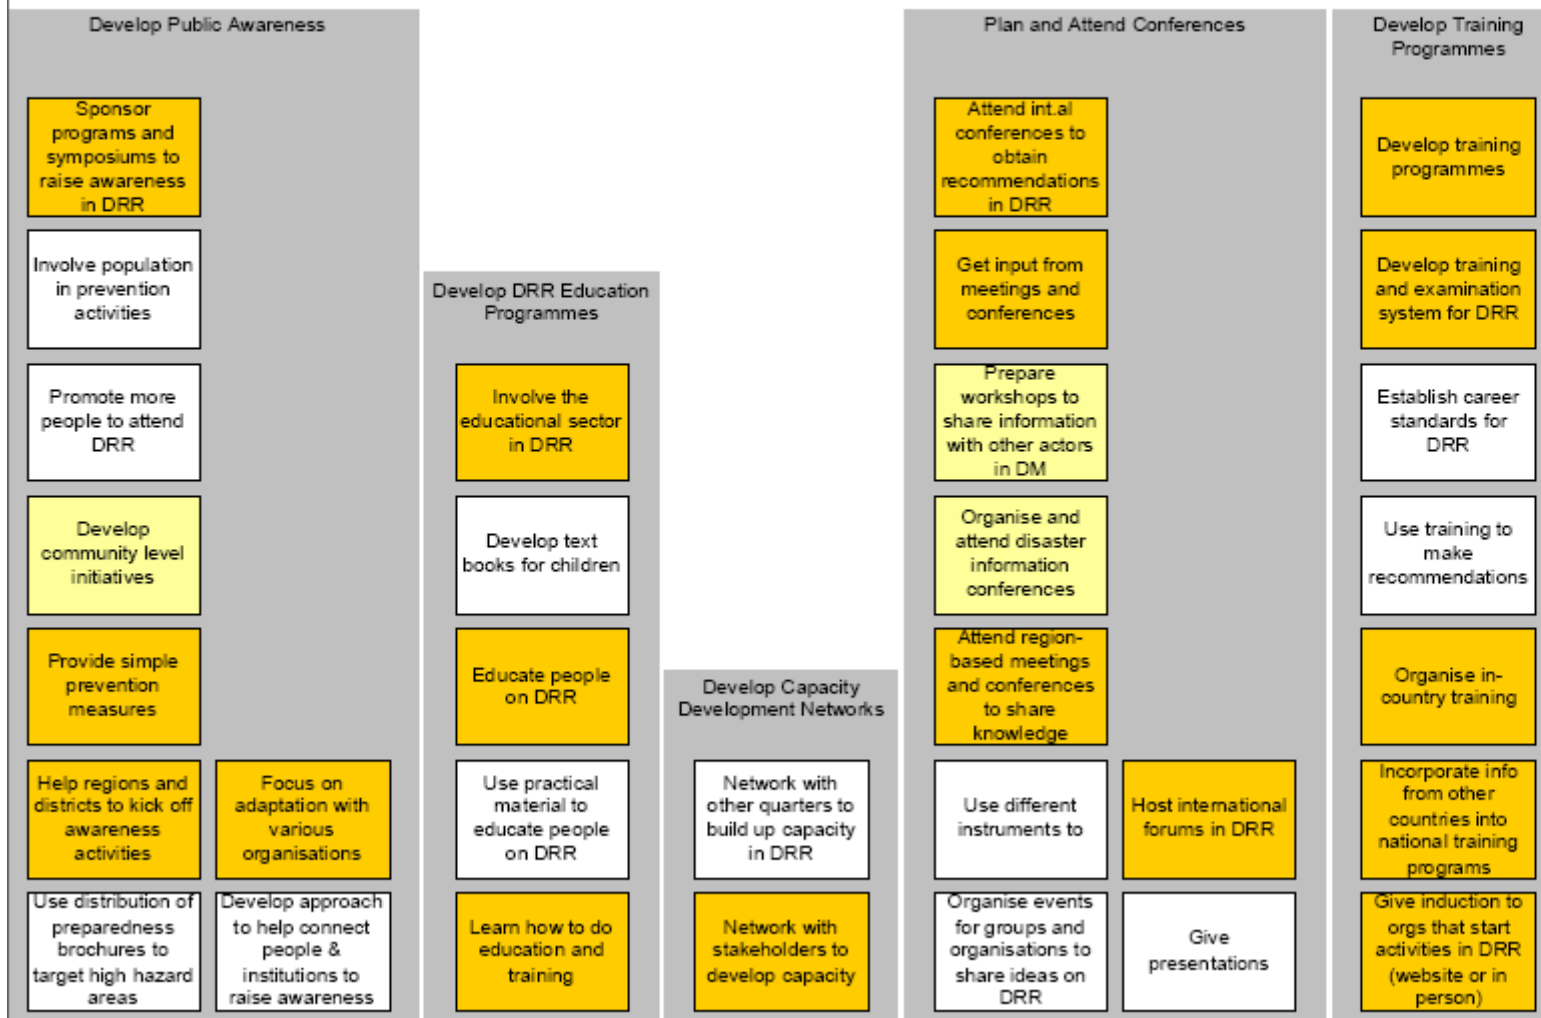 Develop Public Awareness
Sponsor
programs and
symposiums to
raise awareness
in DRR
Involve population
in prevention
activities
Promote more
people to attend
DRR
Develop
community level
initiatives
Provide simple
prevention
measures
Help regions and
districts to kick off
awareness
activities
Focus on
adaptation with
various
organisations
Use distribution of
preparedness
brochures to
target high hazard
areas
Develop approach
to help connect
people &
institutions to
raise awareness
Develop DRR Education
Programmes
Involve the
educational sector
in DRR
Develop text
books for children
Educate people
on DRR
Use practical
material to
educate people
on DRR
Learn how to do
education and
training
Develop Capacity
Development Networks
Network with
other quarters to
build up capacity
in DRR
Network with
stakeholders to
develop capacity
Plan and Attend Conferences
Attend int.al
conferences to
obtain
recommendations
in DRR
Get input from
meetings and
conferences
Prepare
workshops to
share information
with other actors
in DM
Organise and
attend disaster
information
conferences
Attend region-
based meetings
and conferences
to share
knowledge
Use different
instruments to
Host international
forums in DRR
Organise events
for groups and
organisations to
share ideas on
DRR
Give
presentations
Develop Training
Programmes
Develop training
programmes
Develop training
and examination
system for DRR
Establish career
standards for
DRR
Use training to
make
recommendations
Organise in-
country training
Incorporate info
from other
countries into
national training
programs
Give induction to
orgs that start
activities in DRR
(website or in
person)